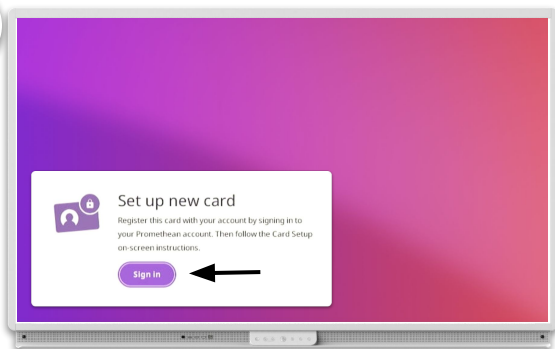 Set up new card
Register this card with your account by signing in to
your Promethean account. Then follow the Card Setup
on-screen instructions.
Sign in